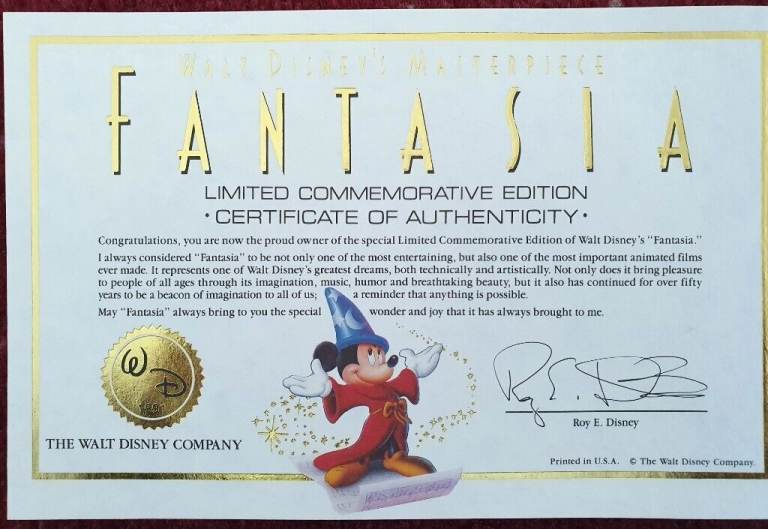 WALT DISNEY'S MASTERPIECE
FANTASIA
LIMITED COMMEMORATIVE EDITION
• CERTIFICATE OF AUTHENTICITY •
Congratulations, you are now the proud owner of the special Limited Commemorative Edition of Walt Disney's "Fantasia."
I always considered "Fantasia" to be not only one of the most entertaining, but also one of the most important animated films
ever made. It represents one of Walt Disney's greatest dreams, both technically and artistically. Not only does it bring pleasure
to people of all ages through its imagination, music, humor and breathtaking beauty, but it also has continued for over fifty
years to be a beacon of imagination to all of us; a reminder that anything is possible.
May "Fantasia" always bring to you the special wonder and joy that it has always brought to me.
W D
Roy E. Disney
Roy E. Disney
THE WALT DISNEY COMPANY
Printed in U.S.A. © The Walt Disney Company